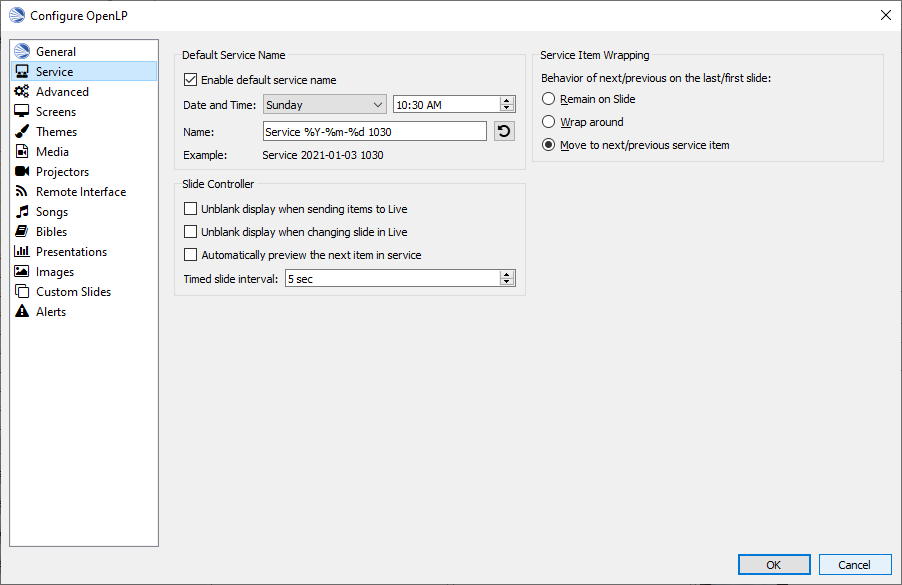 Configure OpenLP
General
Service
Advanced
Screens
Themes
Media
Projectors
Remote Interface
Songs
Bibles
Presentations
Images
Custom Slides
Alerts
Default Service Name
Enable default service name
Date and Time: Sunday 10:30 AM
Name: Service %Y-%m-%d 1030
Example: Service 2021-01-03 1030
Slide Controller
Unblank display when sending items to Live
Unblank display when changing slide in Live
Automatically preview the next item in service
Timed slide interval: 5 sec
Service Item Wrapping
Behavior of next/previous on the last/first slide:
Remain on Slide
Wrap around
Move to next/previous service item
OK Cancel